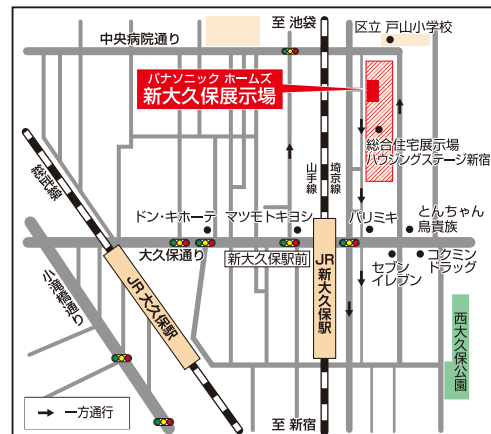 至 池袋
区立 戸山小学校
中央病院通り
パナソニック ホームズ
新大久保展示場
総合住宅展示場
ハウジングステージ新宿
総武線
山手線
埼京線
ドン・キホーテ
マツモトキヨシ
パリミキ
とんちゃん
鳥貴族
大久保通り
新大久保駅前
セブン
イレブン
コクミン
ドラッグ
小滝橋通り
JR 大久保駅
JR 新大久保駅
西大久保公園
一方通行
至 新宿